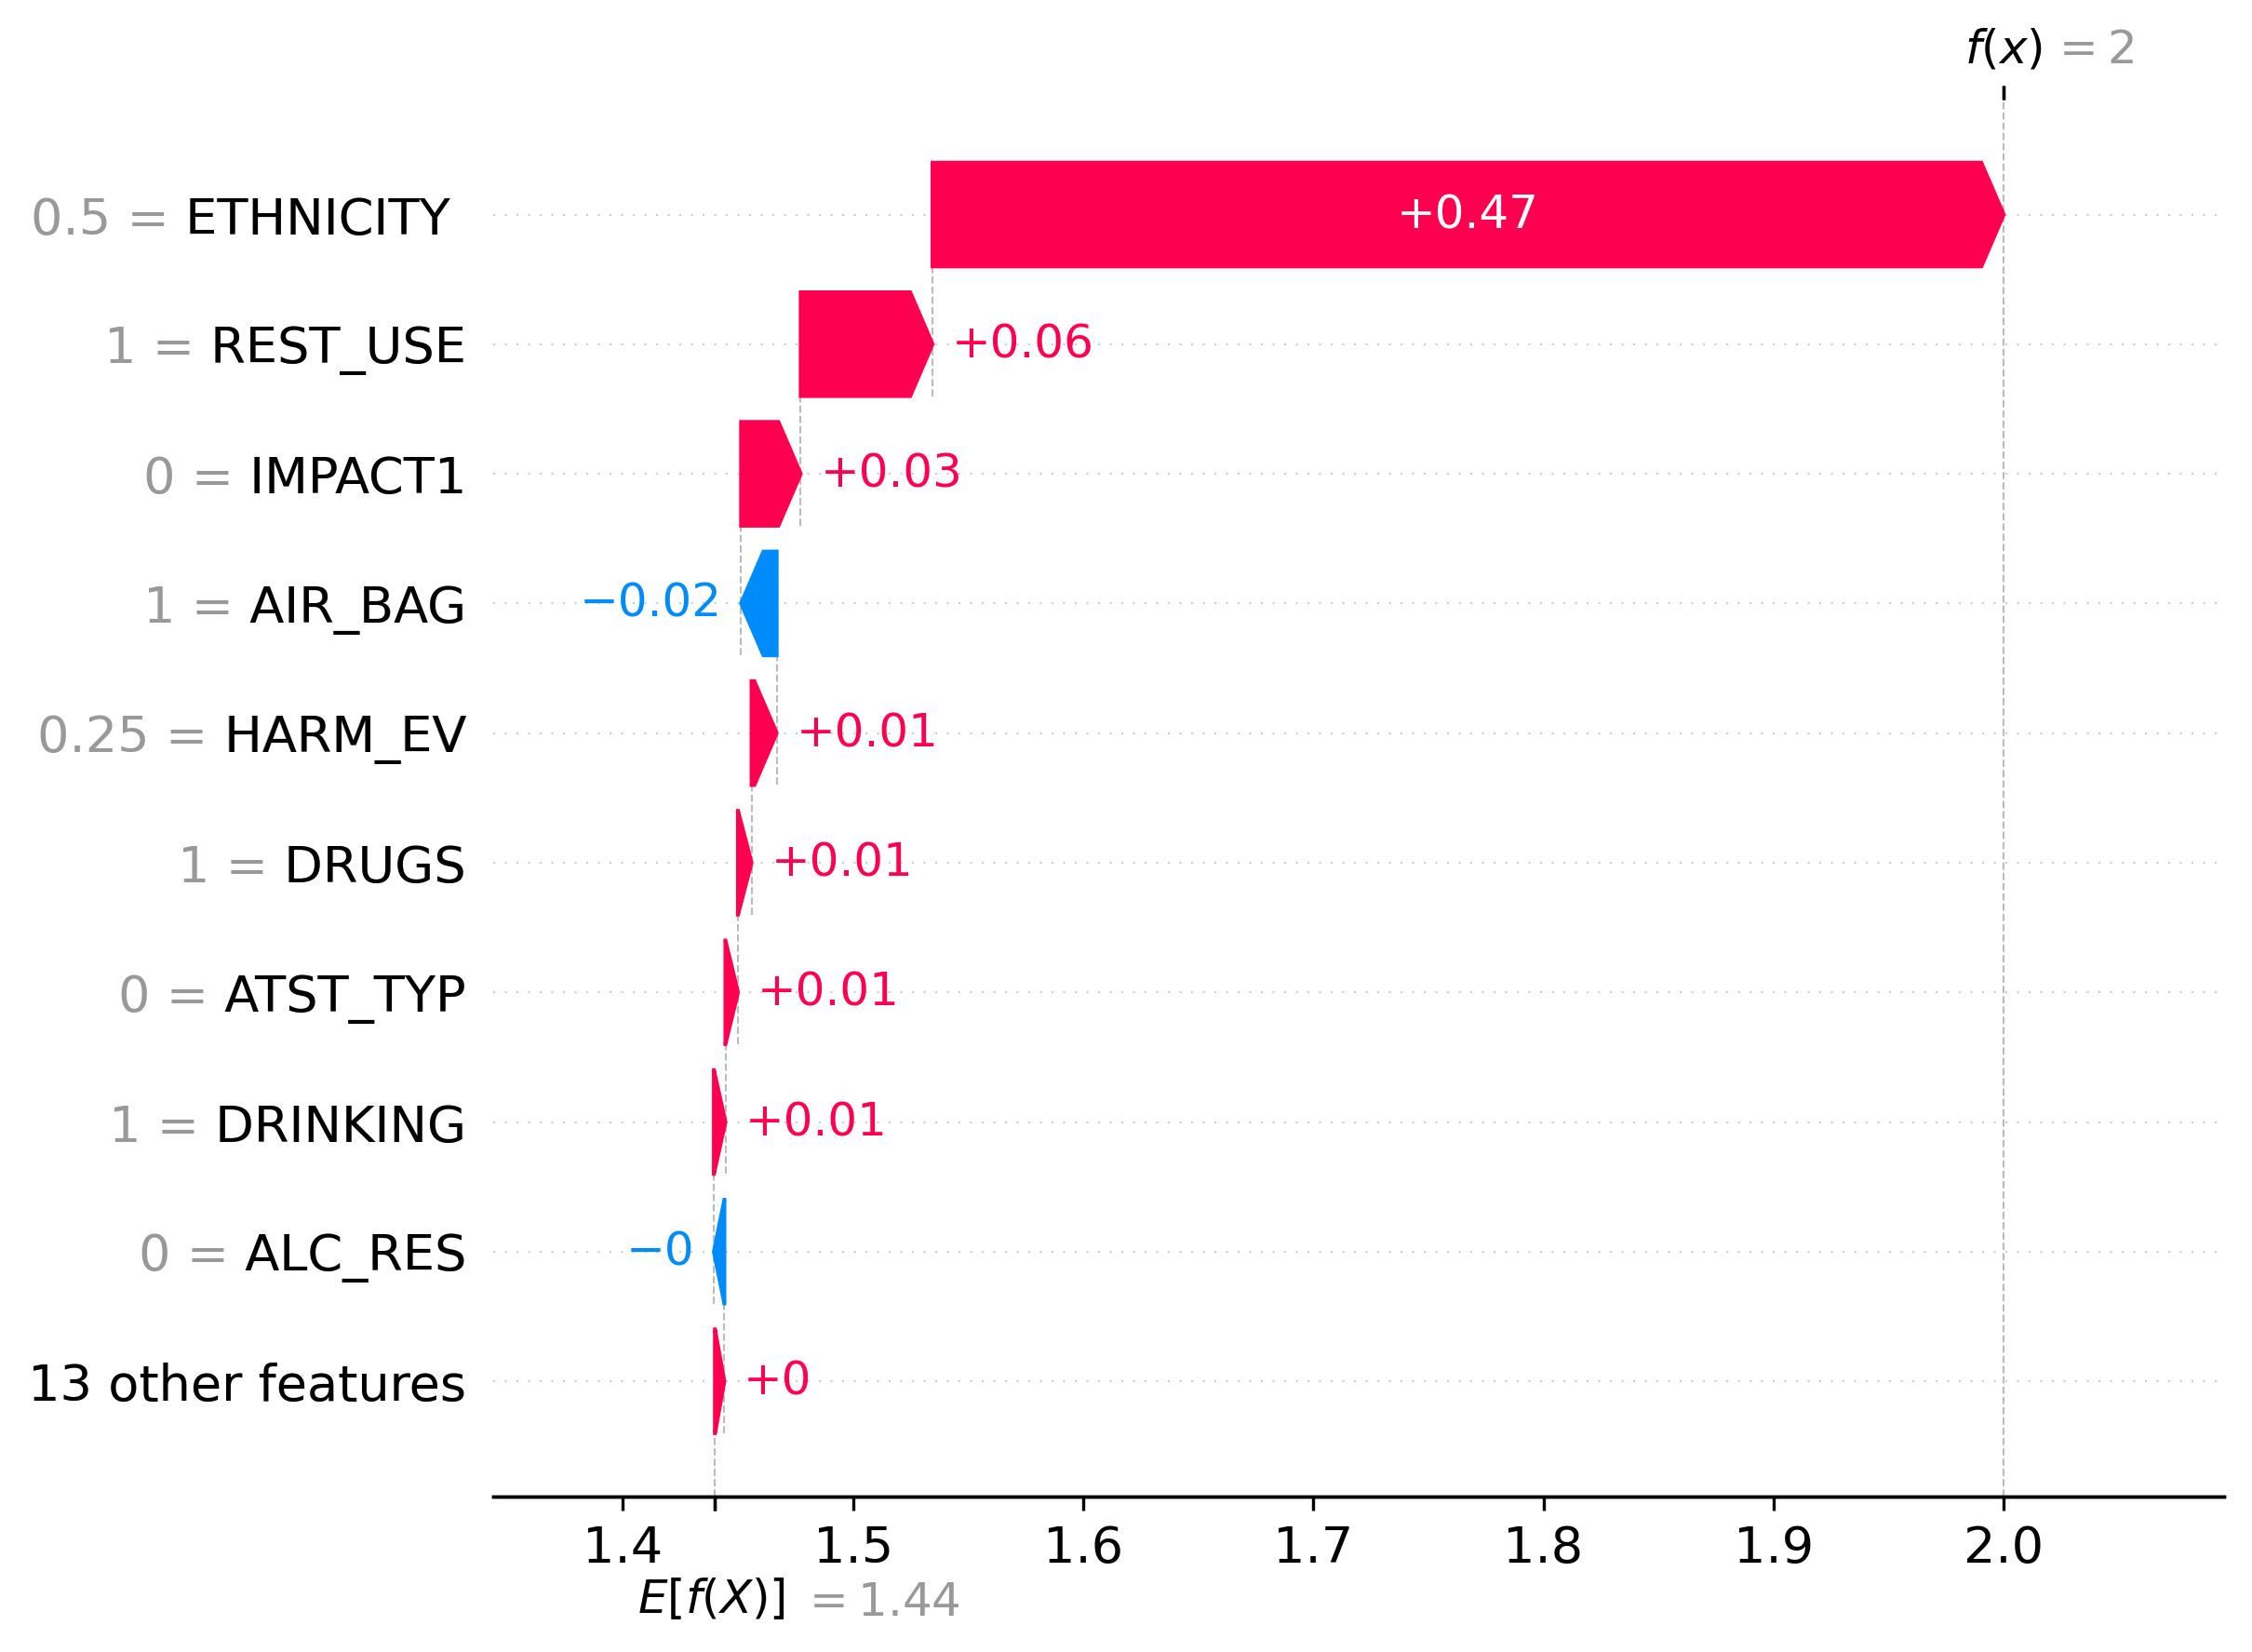 f(x) = 2
0.5 = ETHNICITY
+0.47
1 = REST_USE
+0.06
0 = IMPACT1
+0.03
1 = AIR_BAG
−0.02
0.25 = HARM_EV
+0.01
1 = DRUGS
+0.01
0 = ATST_TYP
+0.01
1 = DRINKING
+0.01
0 = ALC_RES
−0
13 other features
+0
1.4 1.5 1.6 1.7 1.8 1.9 2.0
E[f(X)] = 1.44